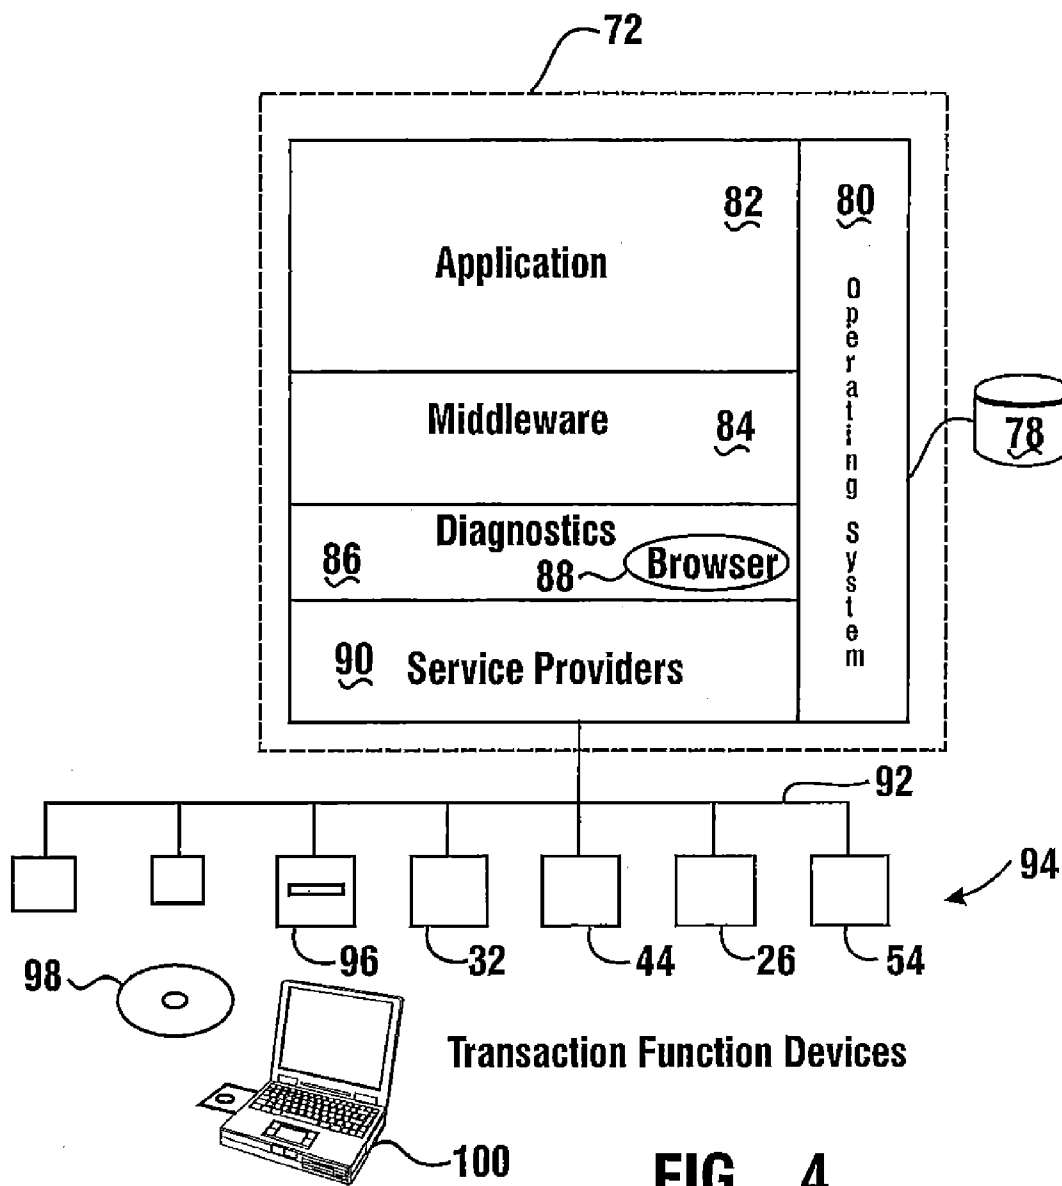 72
82
80
Application
Operating System
Middleware
84
78
Diagnostics
86
88
Browser
90
Service Providers
92
94
96
32
44
26
54
98
Transaction Function Devices
100
FIG. 4